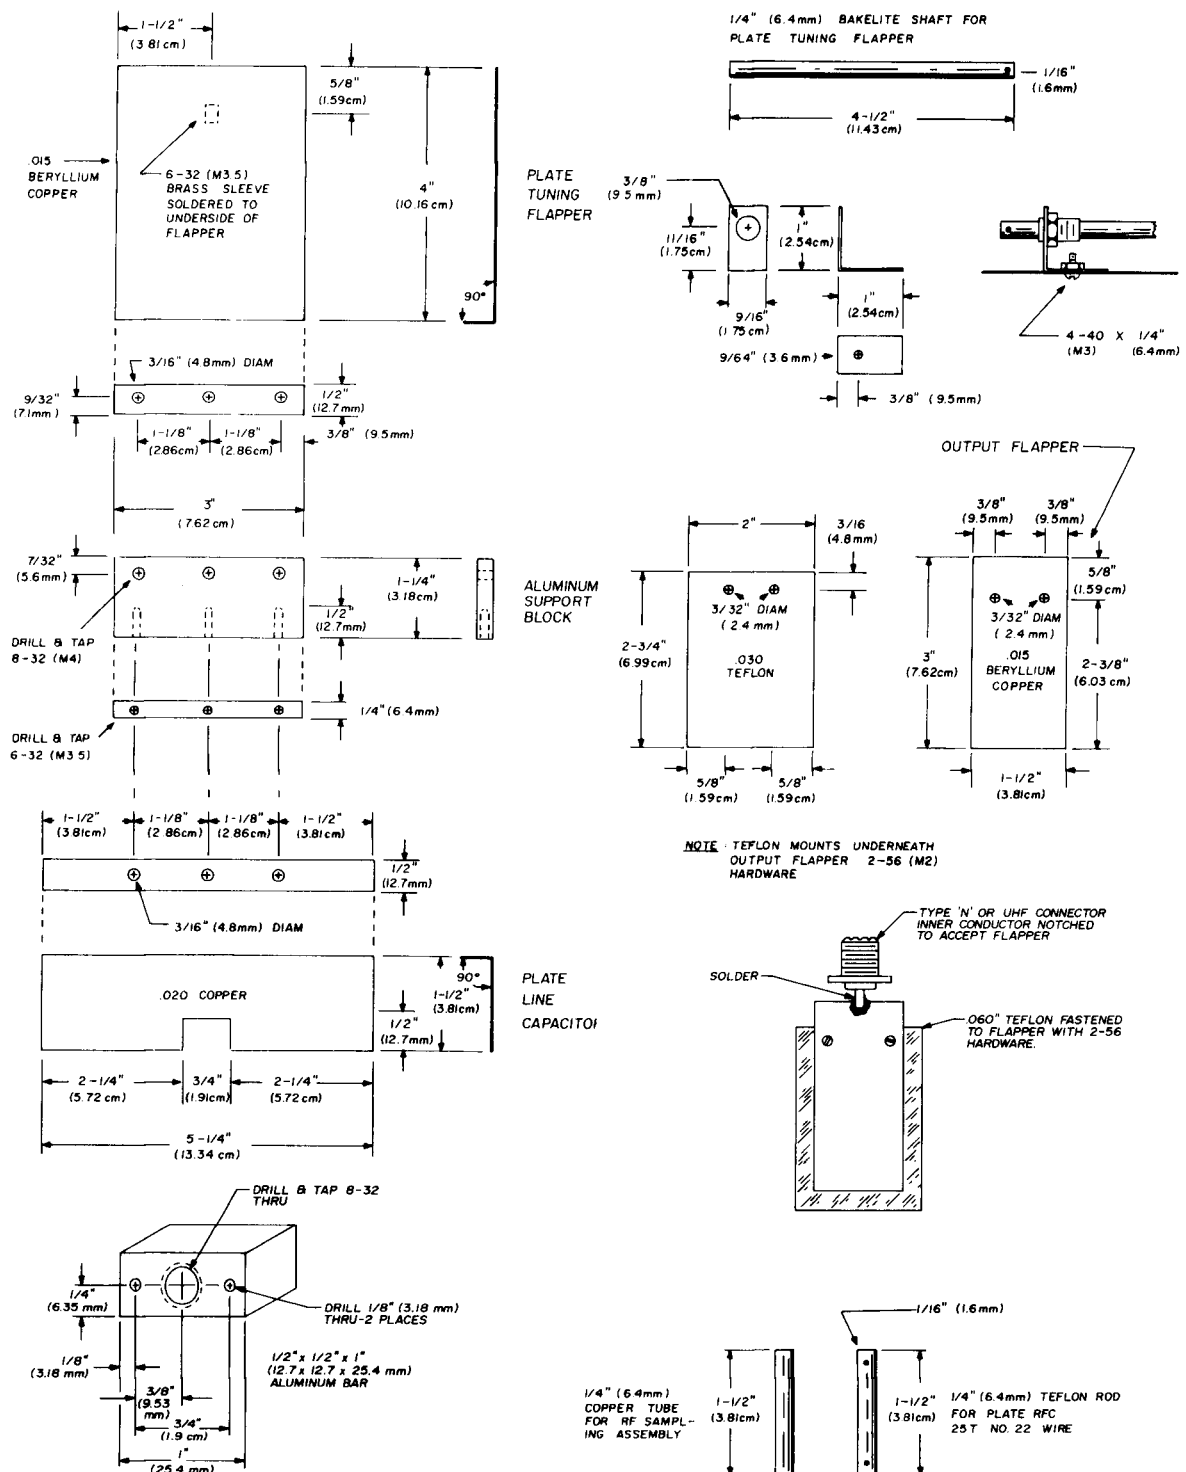 1-1/2"
(3.81cm)
5/8"
(1.59cm)
.015
BERYLLIUM
COPPER
6-32 (M3.5)
BRASS SLEEVE
SOLDERED TO
UNDERSIDE OF
FLAPPER
4"
(10.16cm)
90°
PLATE
TUNING
FLAPPER
3/16" (4.8mm) DIAM
9/32"
(7.1mm)
1/2"
(12.7mm)
1-1/8"
(2.86cm)
1-1/8"
(2.86cm)
3/8" (9.5mm)
3"
(7.62cm)
7/32"
(5.6mm)
1-1/4"
(3.18cm)
1/2"
(12.7mm)
DRILL & TAP
8-32 (M4)
ALUMINUM
SUPPORT
BLOCK
1/4" (6.4mm)
DRILL & TAP
6-32 (M3 5)
1-1/2"
(3.81cm)
1-1/8"
(2.86cm)
1-1/8"
(2.86cm)
1-1/2"
(3.81cm)
1/2"
(12.7mm)
3/16" (4.8mm) DIAM
.020 COPPER
90°
1-1/2"
(3.81cm)
1/2"
(12.7mm)
PLATE
LINE
CAPACITOR
2-1/4"
(5.72 cm)
3/4"
(1.91cm)
2-1/4"
(5.72 cm)
5-1/4"
(13.34 cm)
DRILL & TAP 8-32
THRU
1/4"
(6.35 mm)
DRILL 1/8" (3.18 mm)
THRU-2 PLACES
1/8"
(3.18 mm)
3/8"
(9.53
mm)
3/4"
(1.9 cm)
1"
(25.4 mm)
1/2" x 1/2" x 1"
(12.7 x 12.7 x 25.4 mm)
ALUMINUM BAR
1/4" (6.4mm) BAKELITE SHAFT FOR
PLATE TUNING FLAPPER
1/16"
(1.6mm)
4-1/2"
(11.43cm)
3/8"
(9 5 mm)
11/16"
(1.75cm)
1"
(2.54cm)
9/16"
(1.75 cm)
1"
(2.54cm)
9/64" (3.6mm)
3/8" (9.5mm)
4-40 X 1/4"
(M3) (6.4mm)
OUTPUT FLAPPER
2"
3/16
(4.8mm)
3/32" DIAM
(2.4 mm)
2-3/4"
(6.99cm)
.030
TEFLON
5/8"
(1.59cm)
5/8"
(1.59cm)
3/8"
(9.5mm)
3/8"
(9.5mm)
5/8"
(1.59cm)
3/32" DIAM
(2.4 mm)
3"
(7.62cm)
.015
BERYLLIUM
COPPER
2-3/8"
(6.03 cm)
1-1/2"
(3.81cm)
NOTE : TEFLON MOUNTS UNDERNEATH
OUTPUT FLAPPER 2-56 (M2)
HARDWARE
TYPE 'N' OR UHF CONNECTOR
INNER CONDUCTOR NOTCHED
TO ACCEPT FLAPPER
SOLDER
.060" TEFLON FASTENED
TO FLAPPER WITH 2-56
HARDWARE.
1/16" (1.6mm)
1/4" (6.4mm)
COPPER TUBE
FOR RF SAMPL-
ING ASSEMBLY
1-1/2"
(3.81cm)
1-1/2"
(3.81cm)
1/4" (6.4mm) TEFLON ROD
FOR PLATE RFC
25T NO. 22 WIRE